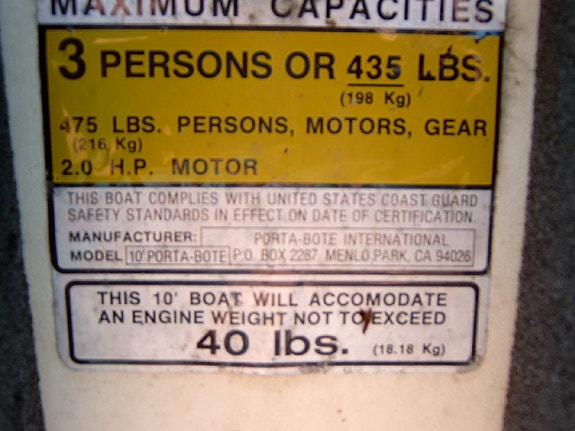 MAXIMUM CAPACITIES
3 PERSONS OR 435 LBS.
(198 Kg)
475 LBS. PERSONS, MOTORS, GEAR
(216 Kg)
2.0 H.P. MOTOR
THIS BOAT COMPLIES WITH UNITED STATES COAST GUARD
SAFETY STANDARDS IN EFFECT ON DATE OF CERTIFICATION.
MANUFACTURER: PORTA-BOTE INTERNATIONAL
MODEL 10' PORTA-BOTE P.O. BOX 2287 MENLO PARK, CA 94026
THIS 10' BOAT WILL ACCOMODATE
AN ENGINE WEIGHT NOT TO EXCEED
40 lbs. (18.18 Kg)